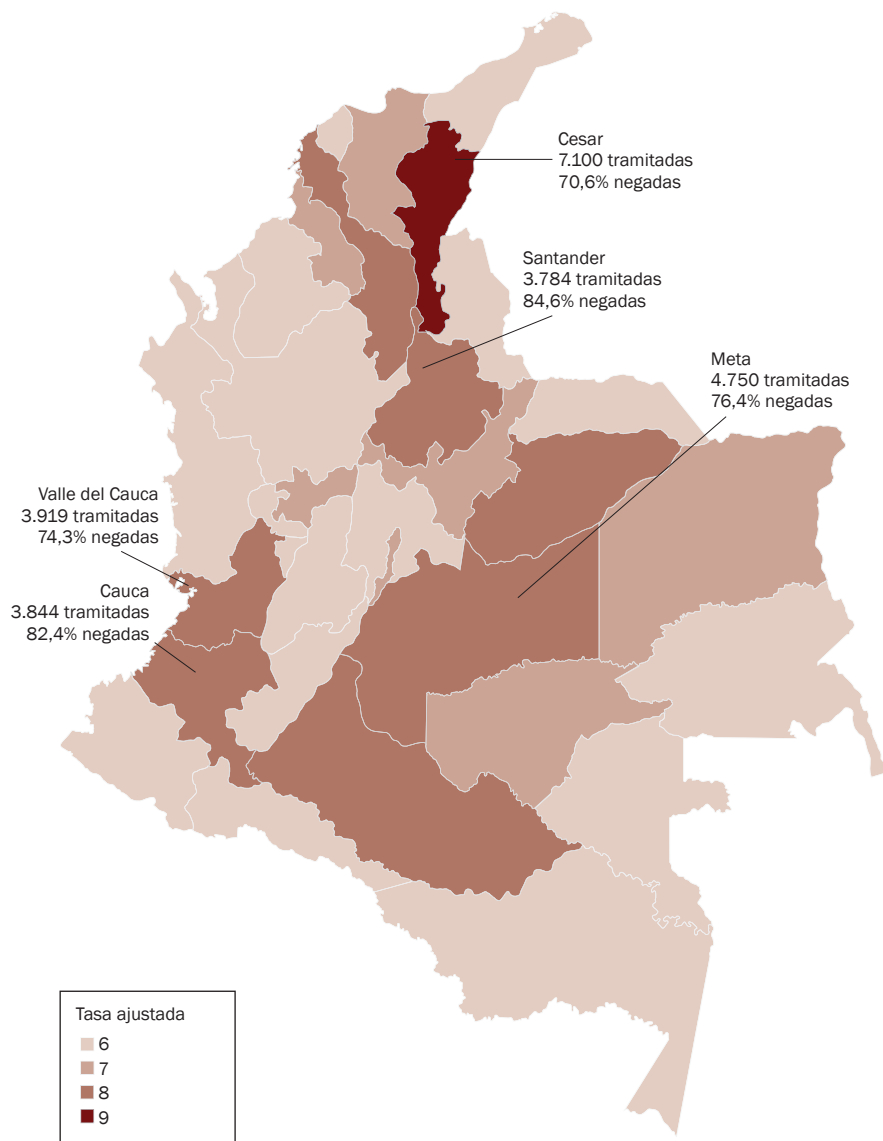 Cesar
7.100 tramitadas
70,6% negadas
Santander
3.784 tramitadas
84,6% negadas
Meta
4.750 tramitadas
76,4% negadas
Valle del Cauca
3.919 tramitadas
74,3% negadas
Cauca
3.844 tramitadas
82,4% negadas
Tasa ajustada
6
7
8
9